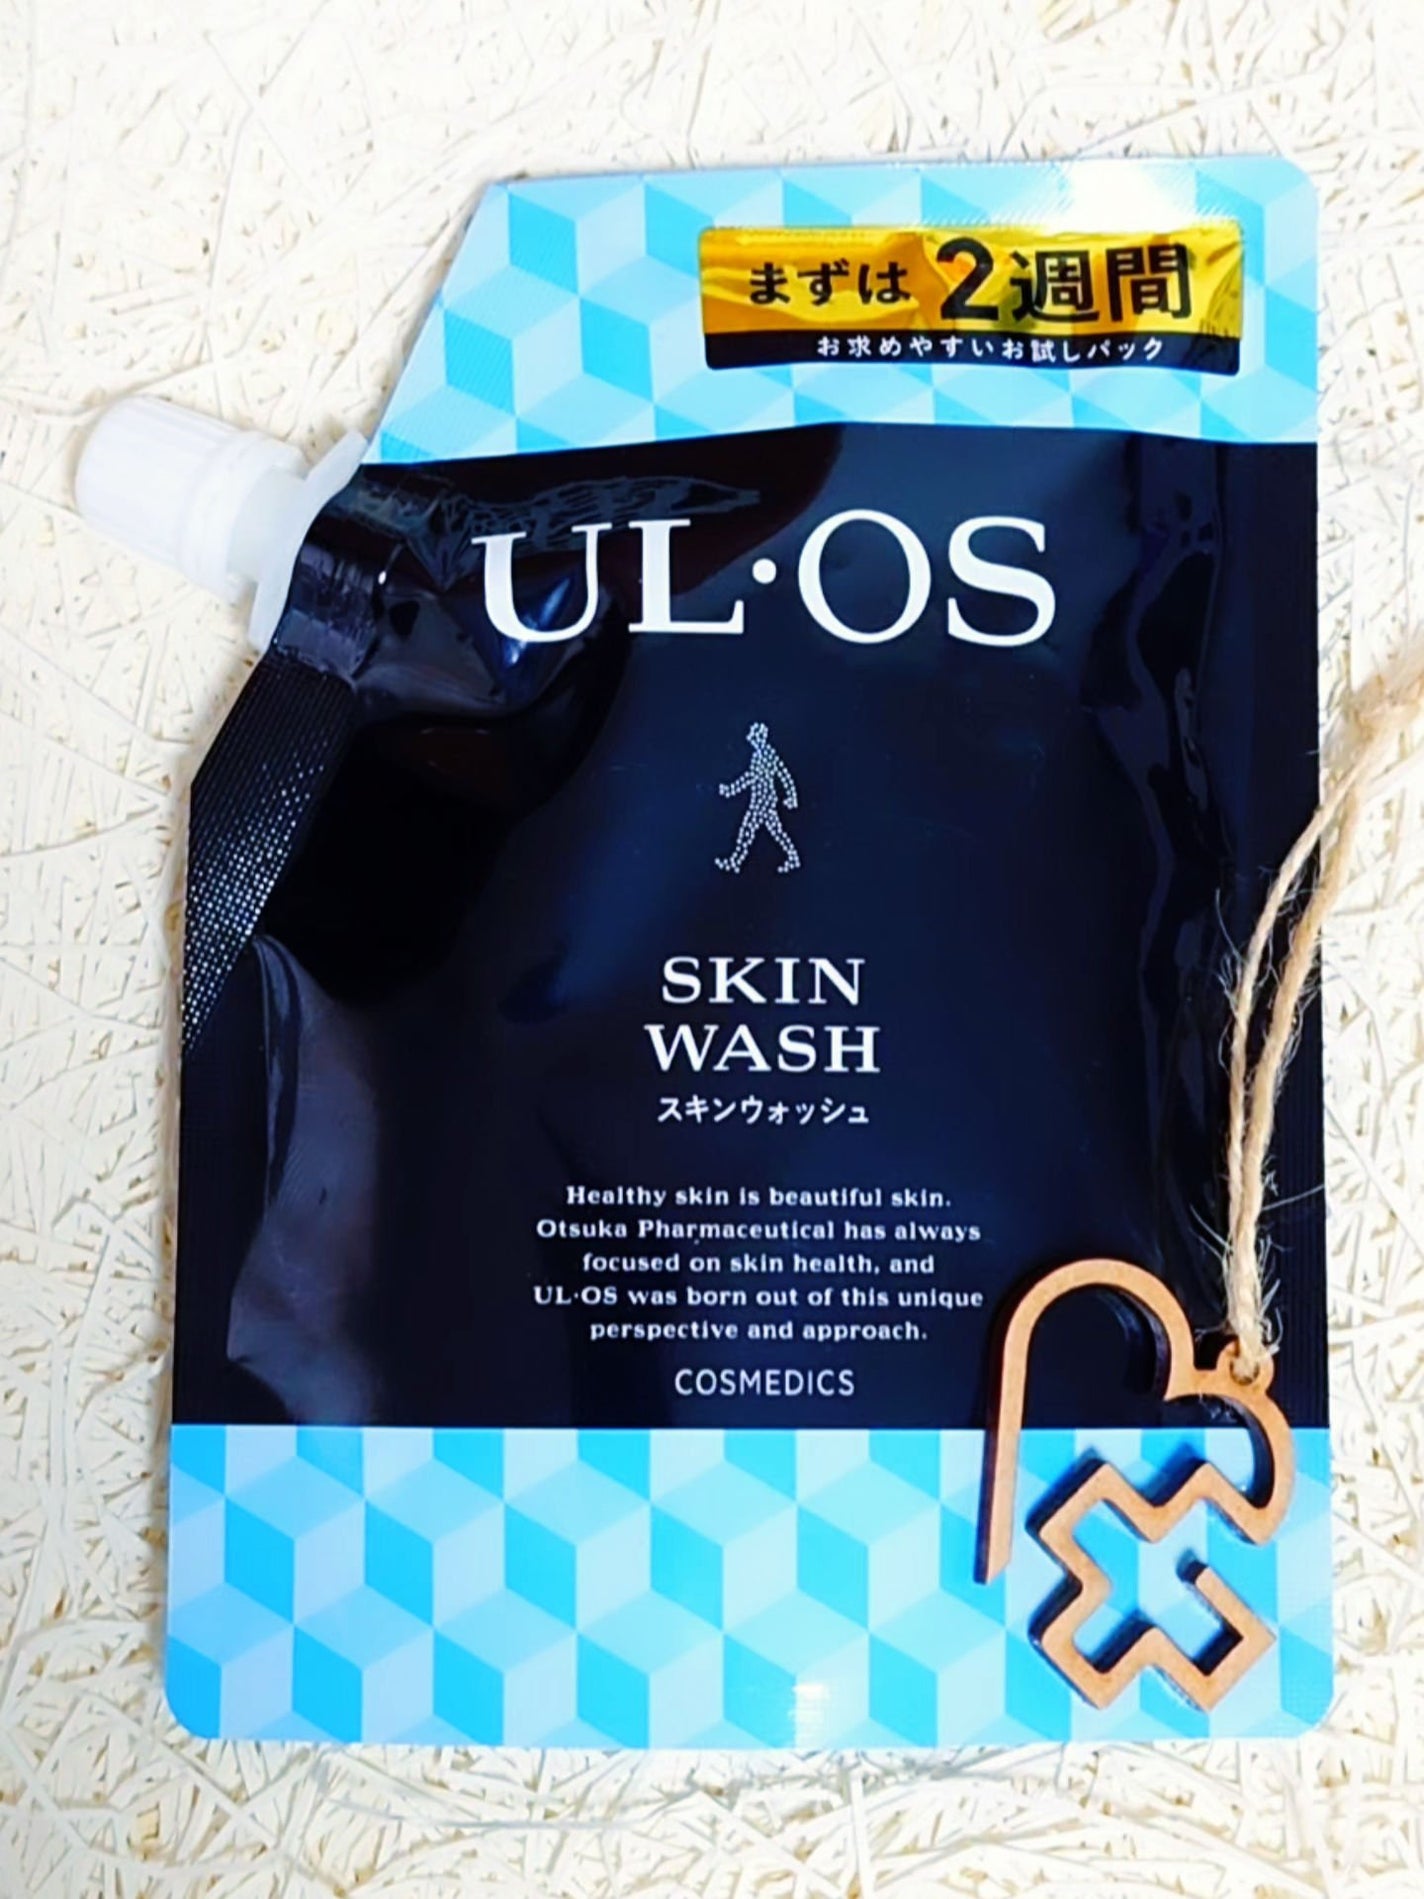 まずは 2週間
お求めやすいお試しパック
UL·OS
SKIN
WASH
スキンウォッシュ
Healthy skin is beautiful skin.
Otsuka Pharmaceutical has always
focused on skin health, and
UL·OS was born out of this unique
perspective and approach.
COSMEDICS